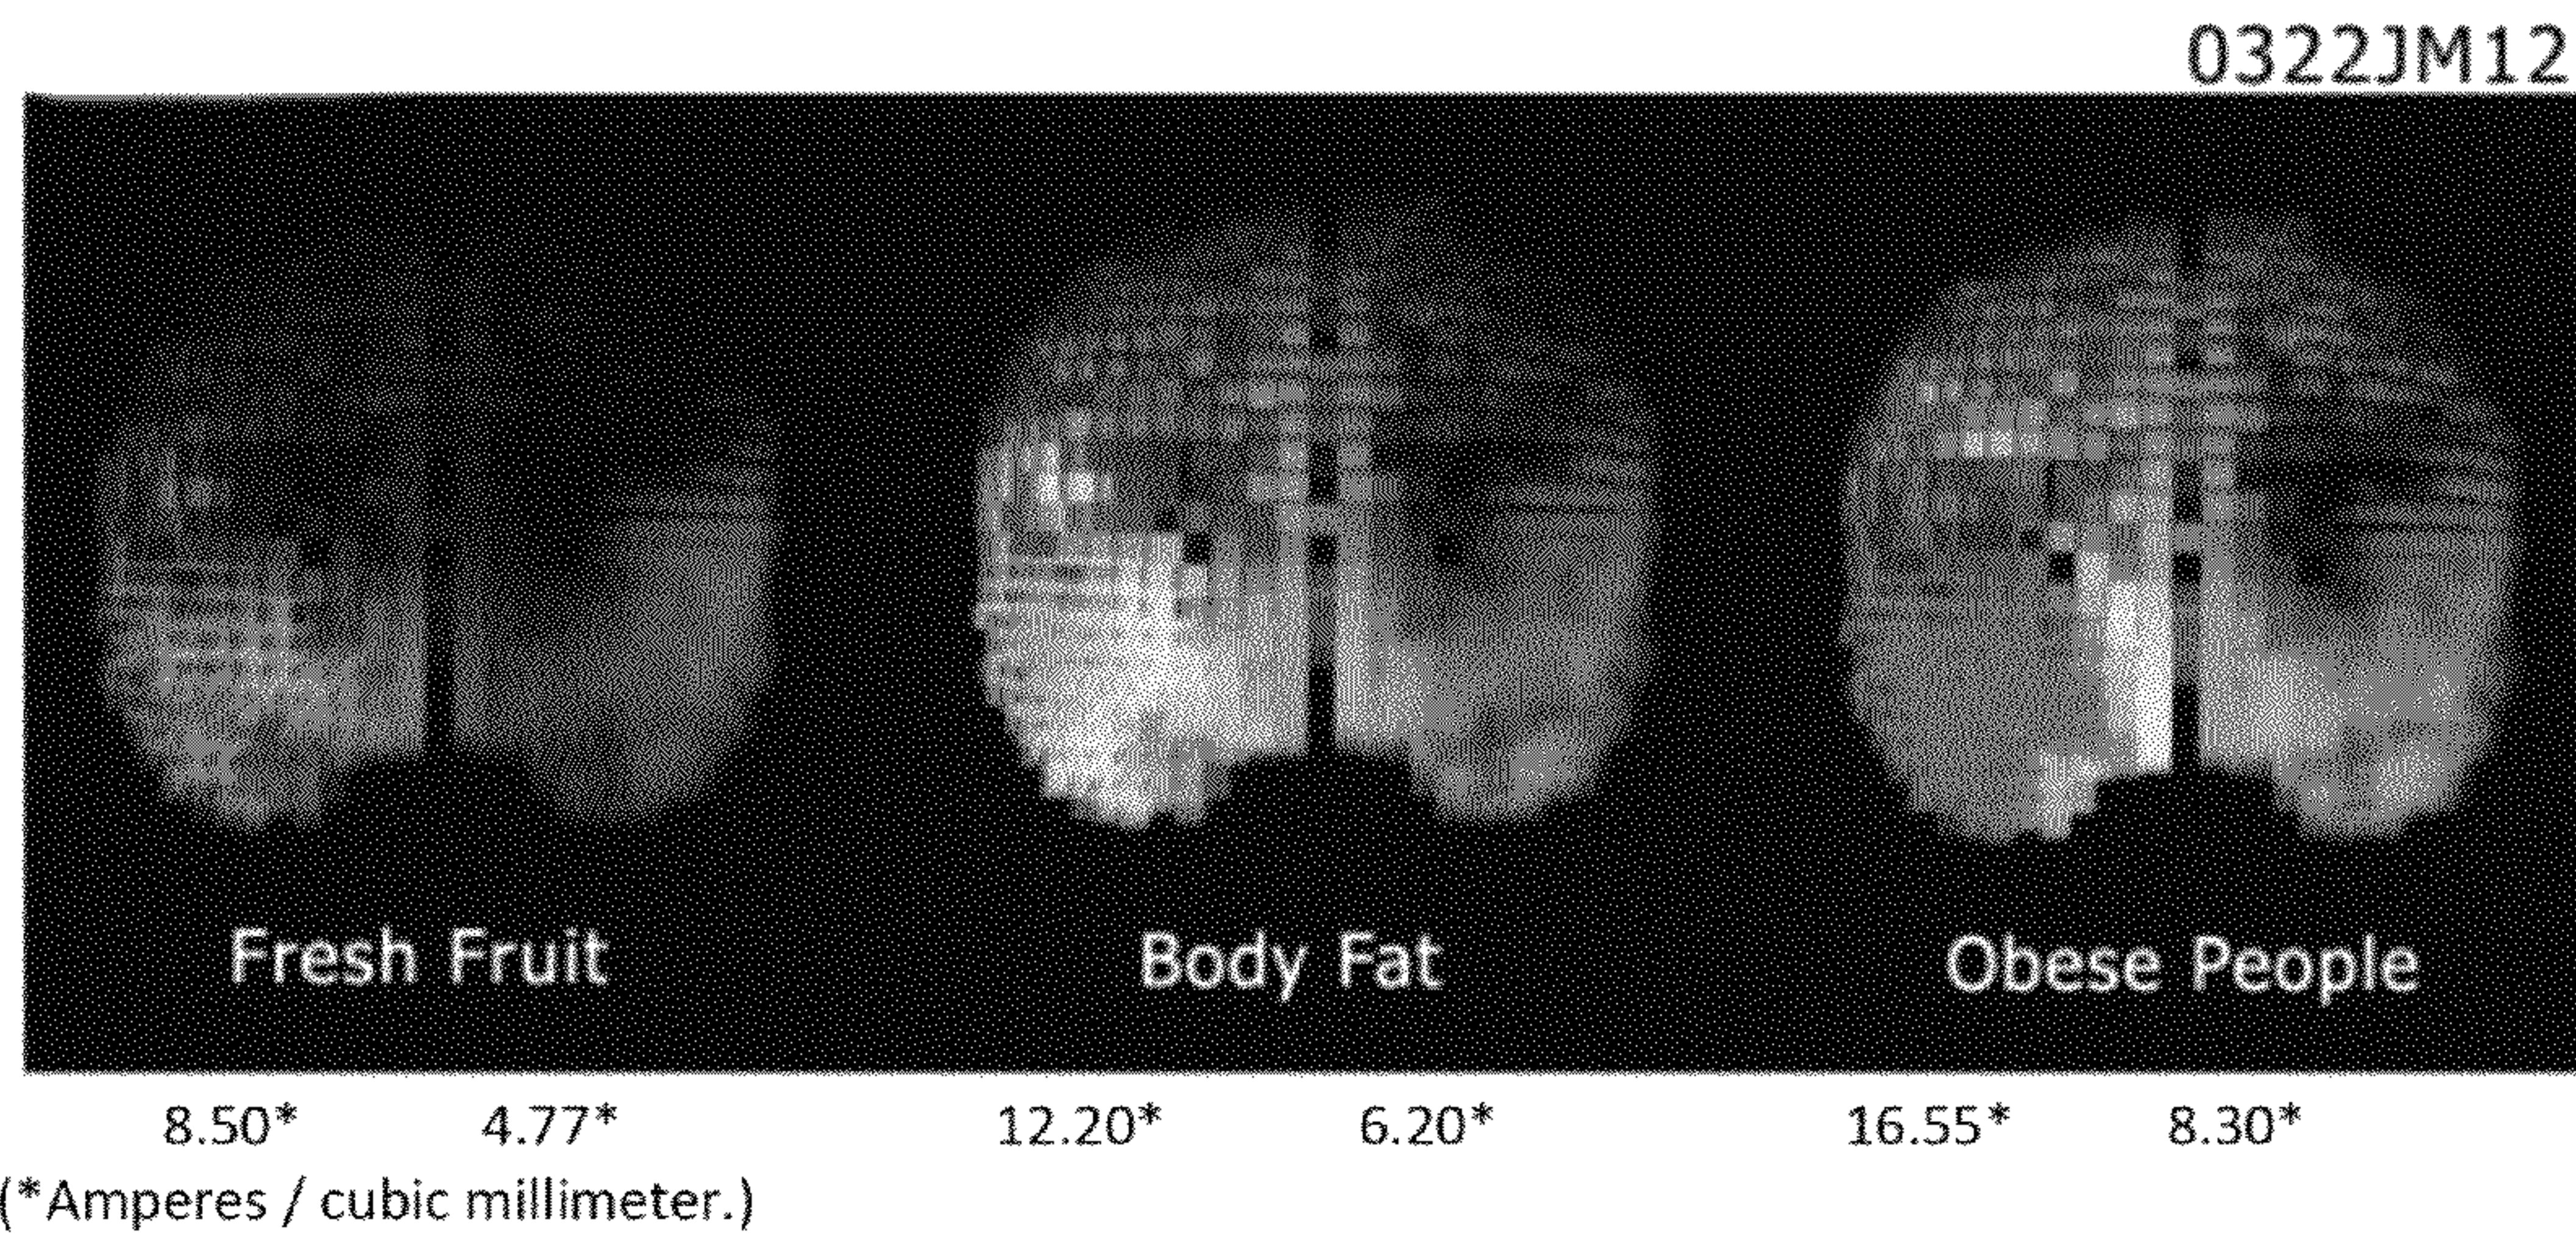 0322JM12
Fresh Fruit Body Fat Obese People
8.50* 4.77* 12.20* 6.20* 16.55* 8.30*
(*Amperes / cubic millimeter.)